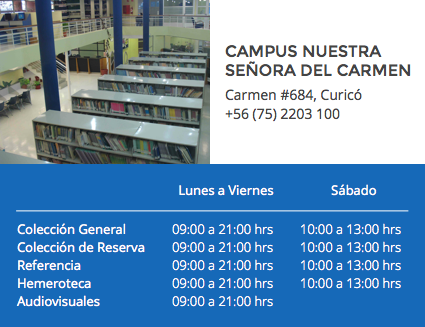 CAMPUS NUESTRA
SEÑORA DEL CARMEN
Carmen #684, Curicó
+56 (75) 2203 100
Lunes a Viernes Sábado
Colección General 09:00 a 21:00 hrs 10:00 a 13:00 hrs
Colección de Reserva 09:00 a 21:00 hrs 10:00 a 13:00 hrs
Referencia 09:00 a 21:00 hrs 10:00 a 13:00 hrs
Hemeroteca 09:00 a 21:00 hrs 10:00 a 13:00 hrs
Audiovisuales 09:00 a 21:00 hrs